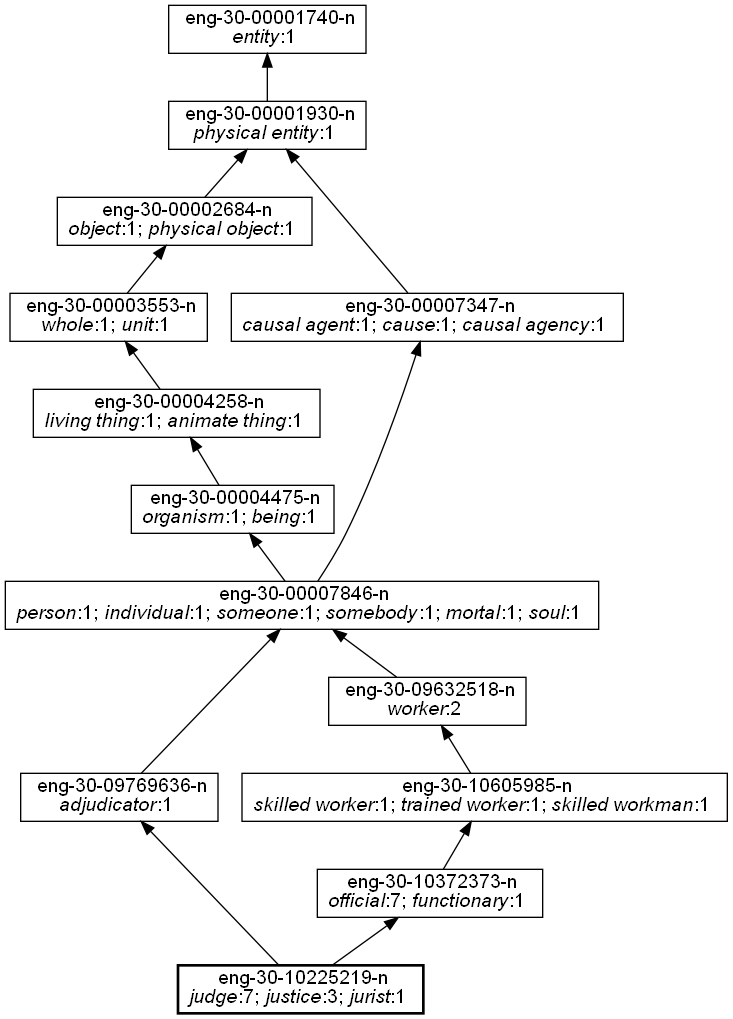 eng-30-00001740-n
entity:1
eng-30-00001930-n
physical entity:1
eng-30-00002684-n
object:1; physical object:1
eng-30-00003553-n
whole:1; unit:1
eng-30-00007347-n
causal agent:1; cause:1; causal agency:1
eng-30-00004258-n
living thing:1; animate thing:1
eng-30-00004475-n
organism:1; being:1
eng-30-00007846-n
person:1; individual:1; someone:1; somebody:1; mortal:1; soul:1
eng-30-09632518-n
worker:2
eng-30-09769636-n
adjudicator:1
eng-30-10605985-n
skilled worker:1; trained worker:1; skilled workman:1
eng-30-10372373-n
official:7; functionary:1
eng-30-10225219-n
judge:7; justice:3; jurist:1